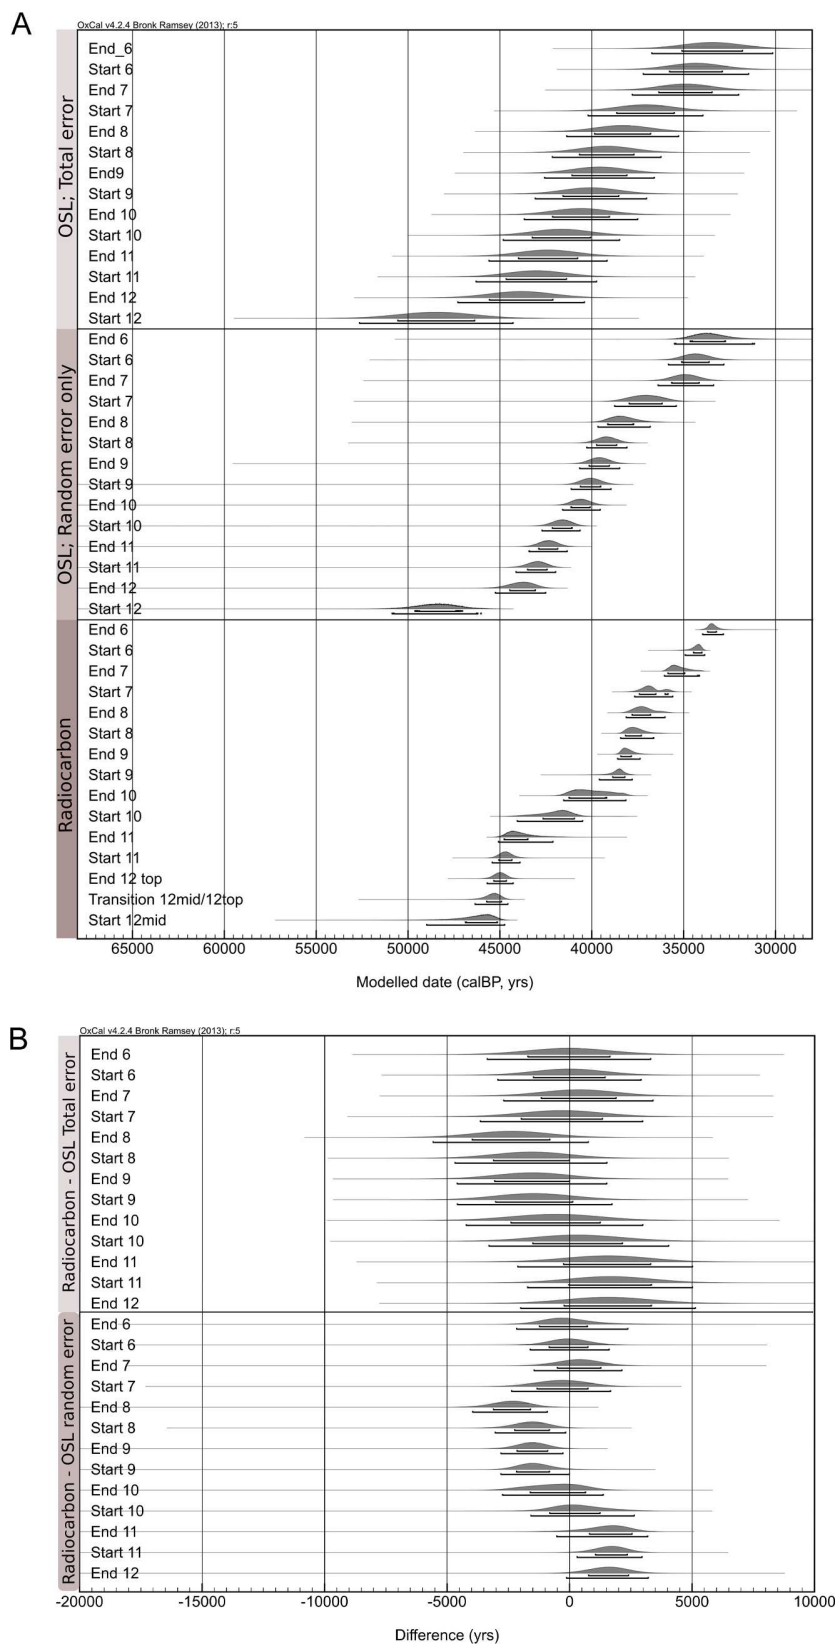 A
OxCal v4.2.4 Bronk Ramsey (2013); r:5
OSL; Total error
End_6
Start 6
End 7
Start 7
End 8
Start 8
End9
Start 9
End 10
Start 10
End 11
Start 11
End 12
Start 12
OSL; Random error only
End 6
Start 6
End 7
Start 7
End 8
Start 8
End 9
Start 9
End 10
Start 10
End 11
Start 11
End 12
Start 12
Radiocarbon
End 6
Start 6
End 7
Start 7
End 8
Start 8
End 9
Start 9
End 10
Start 10
End 11
Start 11
End 12 top
Transition 12mid/12top
Start 12mid
65000 60000 55000 50000 45000 40000 35000 30000
Modelled date (calBP, yrs)
B
OxCal v4.2.4 Bronk Ramsey (2013); r:5
Radiocarbon - OSL Total error
End 6
Start 6
End 7
Start 7
End 8
Start 8
End 9
Start 9
End 10
Start 10
End 11
Start 11
End 12
Radiocarbon - OSL random error
End 6
Start 6
End 7
Start 7
End 8
Start 8
End 9
Start 9
End 10
Start 10
End 11
Start 11
End 12
-20000 -15000 -10000 -5000 0 5000 10000
Difference (yrs)